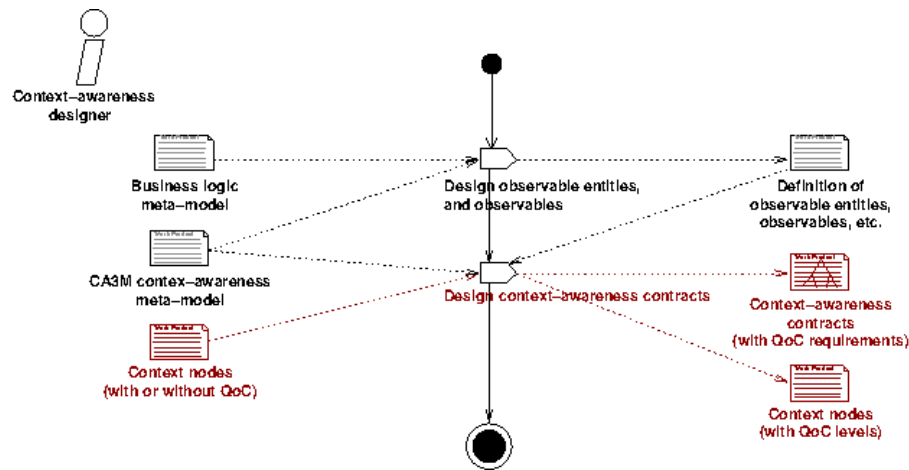 Context-awareness
designer
Business logic
meta-model
Design observable entities,
and observables
Definition of
observable entities,
observables, etc.
CA3M contex-awareness
meta-model
Design context-awareness contracts
Context-awareness
contracts
(with QoC requirements)
Work Product
Context nodes
(with or without QoC)
Context nodes
(with QoC levels)